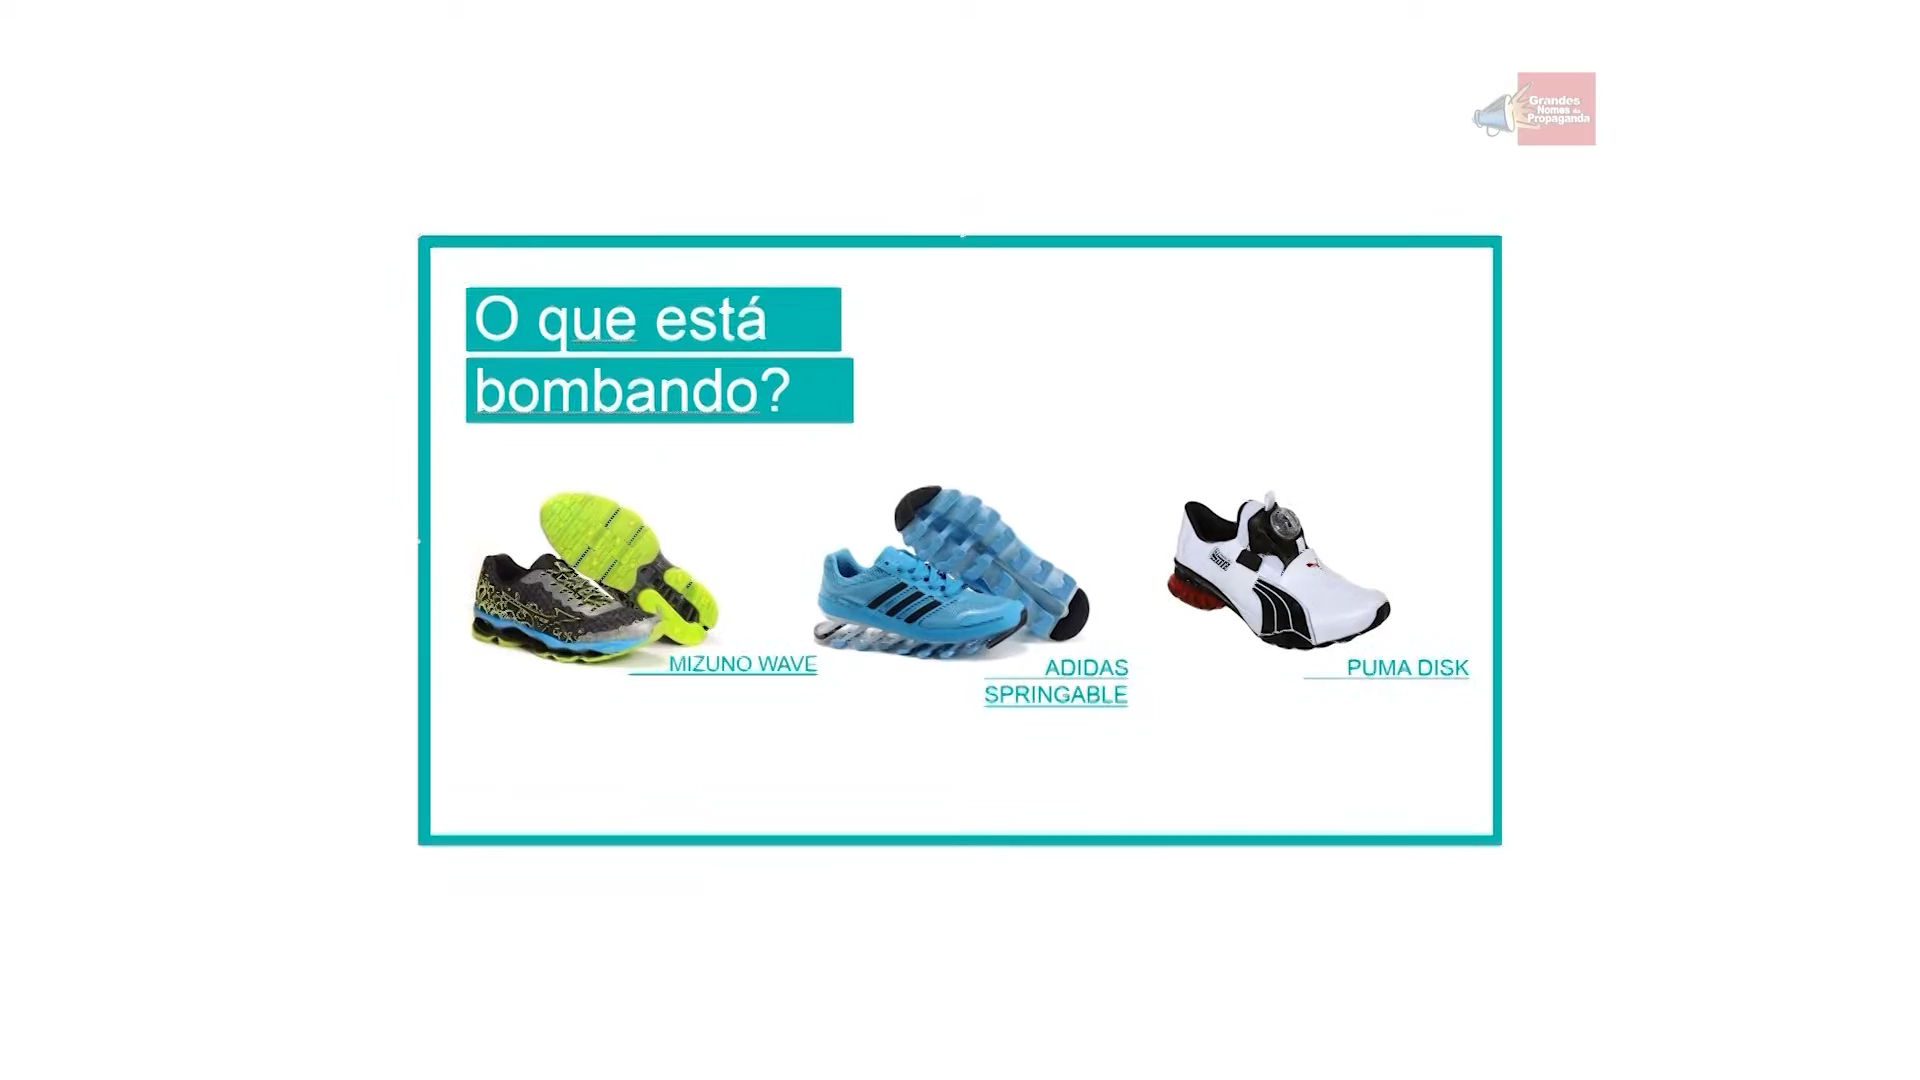 Grandes
Nomes da
Propaganda
O que está
bombando?
MIZUNO WAVE
ADIDAS
SPRINGABLE
PUMA DISK